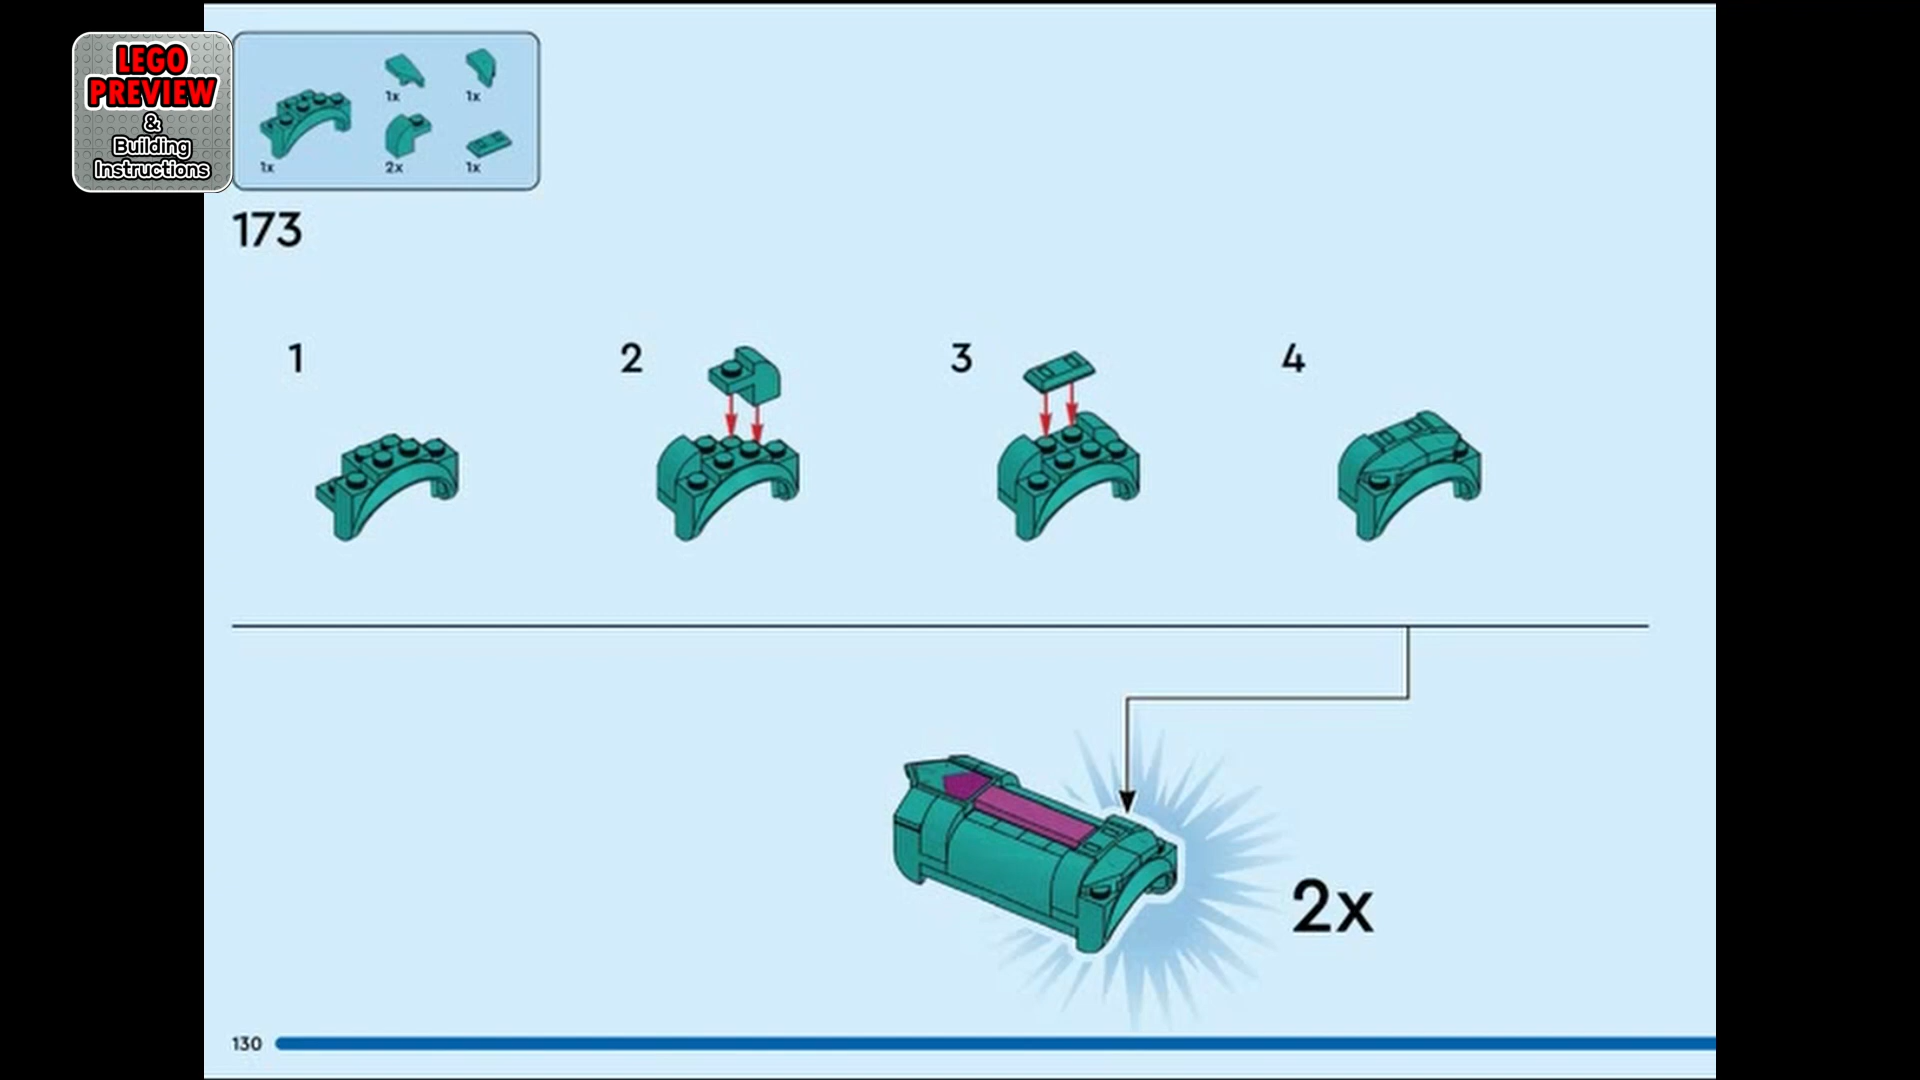 LEGO
PREVIEW
&
Building
Instructions
1x
1x
1x
2x
1x
173
1
2
3
4
2x
130